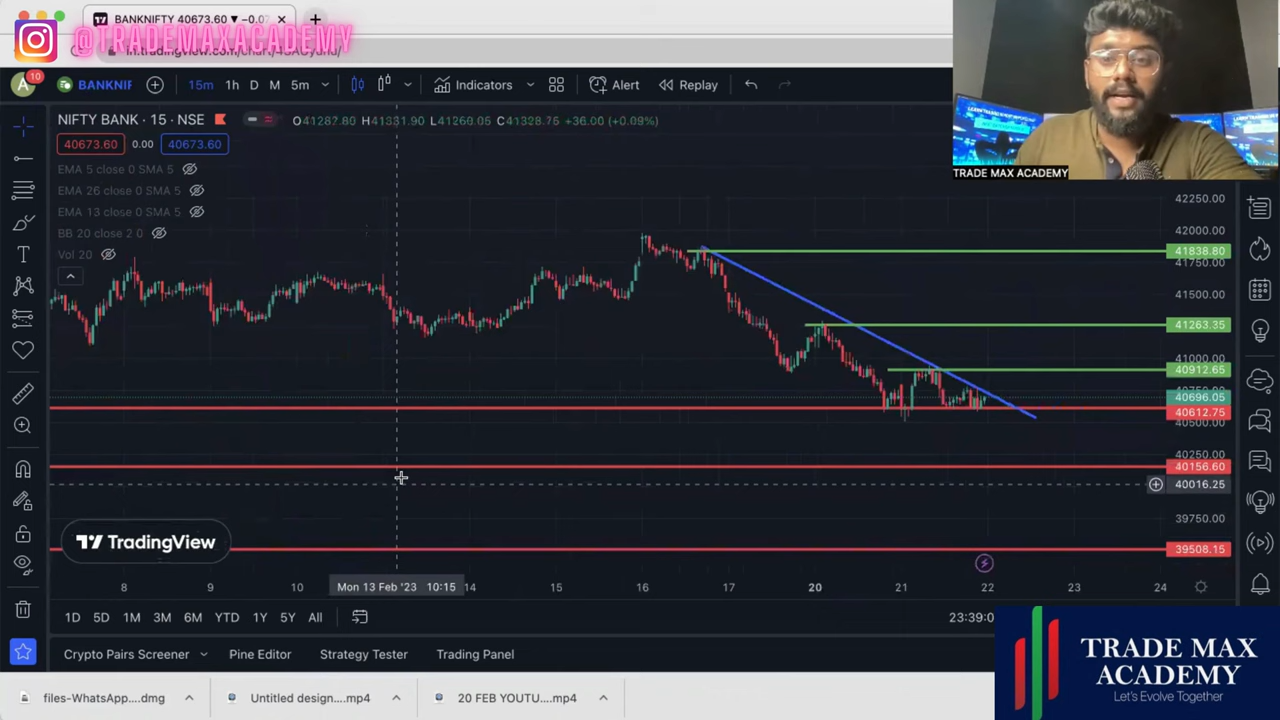 BANKNIFTY 40673.60 ▼ −0.0
@TRADEMAXACADEMY
in.tradingview.com/chart/
A 10 BANKNIF 15m 1h D M 5m Indicators Alert Replay
NIFTY BANK · 15 · NSE O41287.80 H41331.90 L41260.05 C41328.75 +36.00 (+0.09%)
40673.60 0.00 40673.60
EMA 5 close 0 SMA 5
EMA 26 close 0 SMA 5
EMA 13 close 0 SMA 5
BB 20 close 2 0
Vol 20
TRADE MAX ACADEMY
42250.00
42000.00
41838.80
41750.00
41500.00
41263.35
41000.00
40912.65
40750.00
40696.05
40612.75
40500.00
40250.00
40156.60
40016.25
39750.00
39508.15
TradingView
8 9 10 Mon 13 Feb '23 10:15 14 15 16 17 20 21 22 23 24
1D 5D 1M 3M 6M YTD 1Y 5Y All 23:39:0
Crypto Pairs Screener Pine Editor Strategy Tester Trading Panel
files-WhatsApp....dmg Untitled design....mp4 20 FEB YOUTU....mp4
TRADE MAX
ACADEMY
Let's Evolve Together